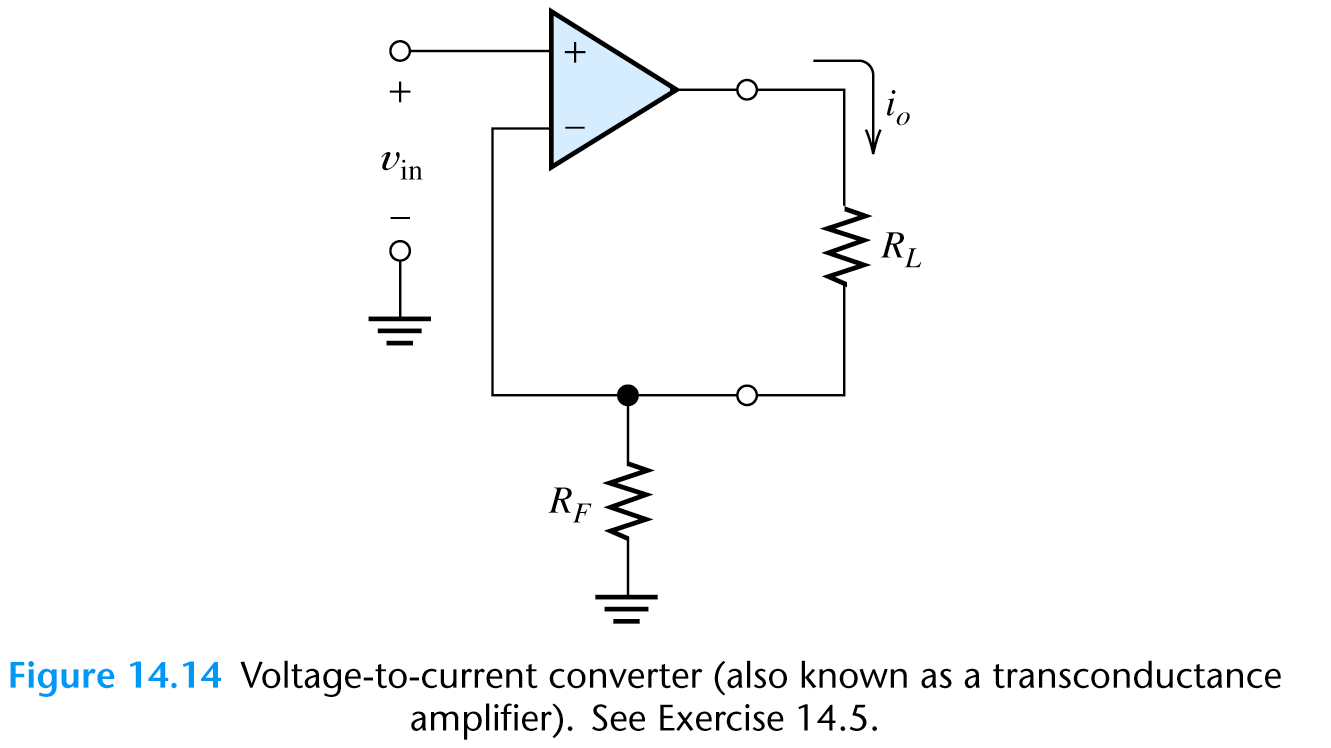 +
+
−
v_in
−
i_o
R_L
R_F
Figure 14.14 Voltage-to-current converter (also known as a transconductance
amplifier). See Exercise 14.5.